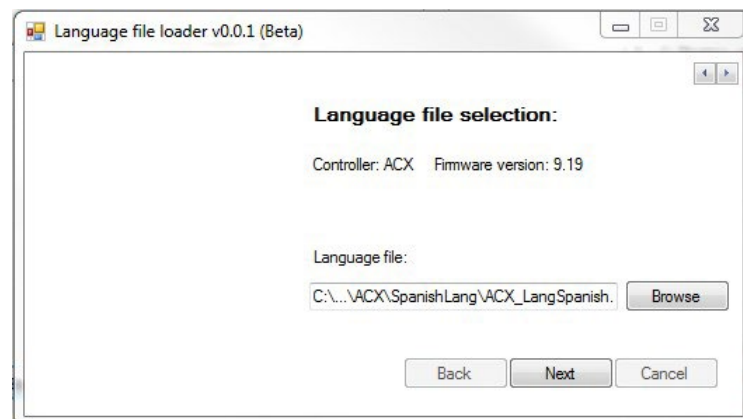 Language file loader v0.0.1 (Beta)
Language file selection:
Controller: ACX Firmware version: 9.19
Language file:
C:\...\ACX\SpanishLang\ACX_LangSpanish. Browse
Back Next Cancel